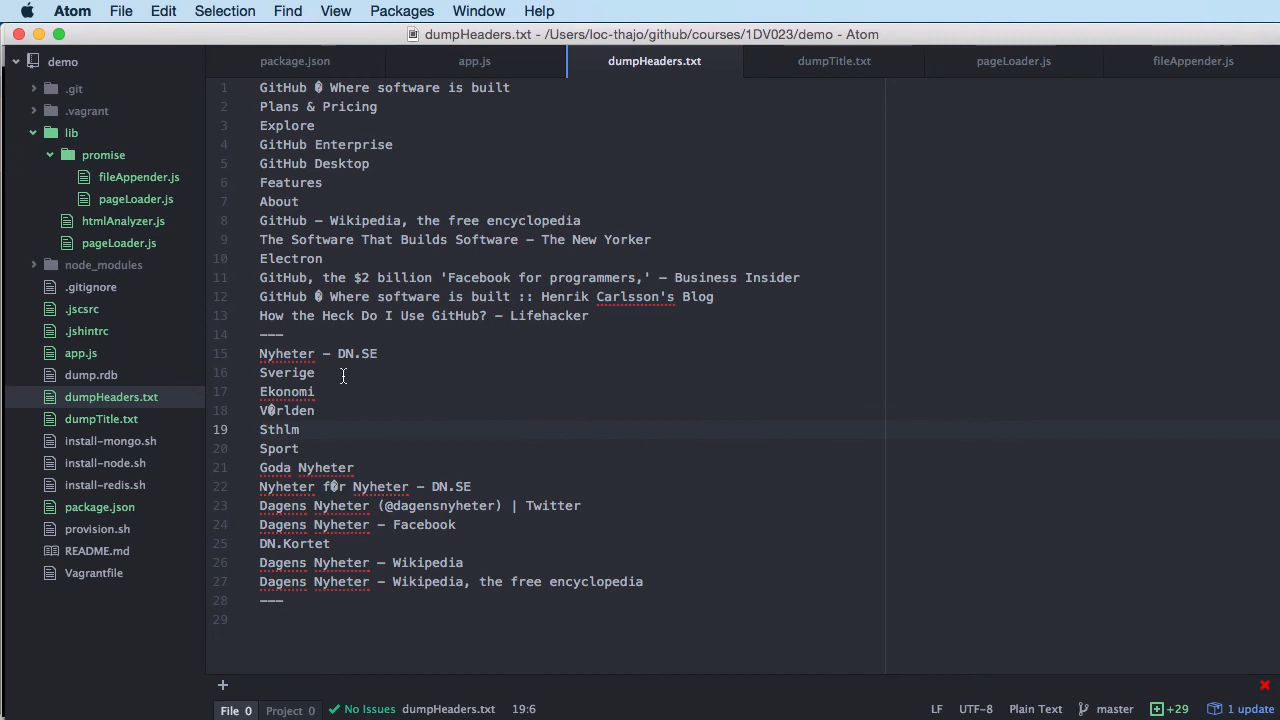 Atom File Edit Selection Find View Packages Window Help
dumpHeaders.txt - /Users/loc-thajo/github/courses/1DV023/demo - Atom
demo
.git
.vagrant
lib
promise
fileAppender.js
pageLoader.js
htmlAnalyzer.js
pageLoader.js
node_modules
.gitignore
.jscsrc
.jshintrc
app.js
dump.rdb
dumpHeaders.txt
dumpTitle.txt
install-mongo.sh
install-node.sh
install-redis.sh
package.json
provision.sh
README.md
Vagrantfile
package.json app.js dumpHeaders.txt dumpTitle.txt pageLoader.js fileAppender.js
1 GitHub � Where software is built
2 Plans & Pricing
3 Explore
4 GitHub Enterprise
5 GitHub Desktop
6 Features
7 About
8 GitHub - Wikipedia, the free encyclopedia
9 The Software That Builds Software - The New Yorker
10 Electron
11 GitHub, the $2 billion 'Facebook for programmers,' - Business Insider
12 GitHub � Where software is built :: Henrik Carlsson's Blog
13 How the Heck Do I Use GitHub? - Lifehacker
14 ---
15 Nyheter - DN.SE
16 Sverige
17 Ekonomi
18 V�rlden
19 Sthlm
20 Sport
21 Goda Nyheter
22 Nyheter f�r Nyheter - DN.SE
23 Dagens Nyheter (@dagensnyheter) | Twitter
24 Dagens Nyheter - Facebook
25 DN.Kortet
26 Dagens Nyheter – Wikipedia
27 Dagens Nyheter - Wikipedia, the free encyclopedia
28 ---
29
+
File 0 Project 0 No Issues dumpHeaders.txt 19:6 LF UTF-8 Plain Text master +29 1 update